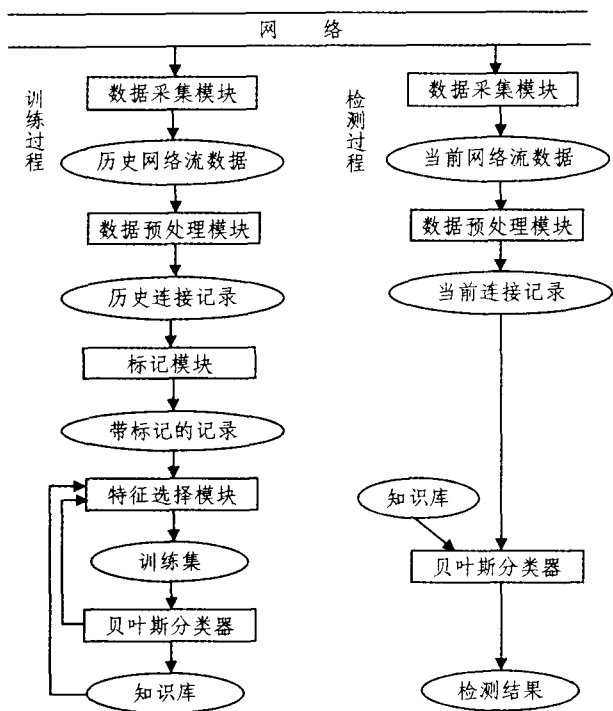 网 络
训练过程
数据采集模块
历史网络流数据
数据预处理模块
历史连接记录
标记模块
带标记的记录
特征选择模块
训练集
贝叶斯分类器
知识库
检测过程
数据采集模块
当前网络流数据
数据预处理模块
当前连接记录
知识库
贝叶斯分类器
检测结果